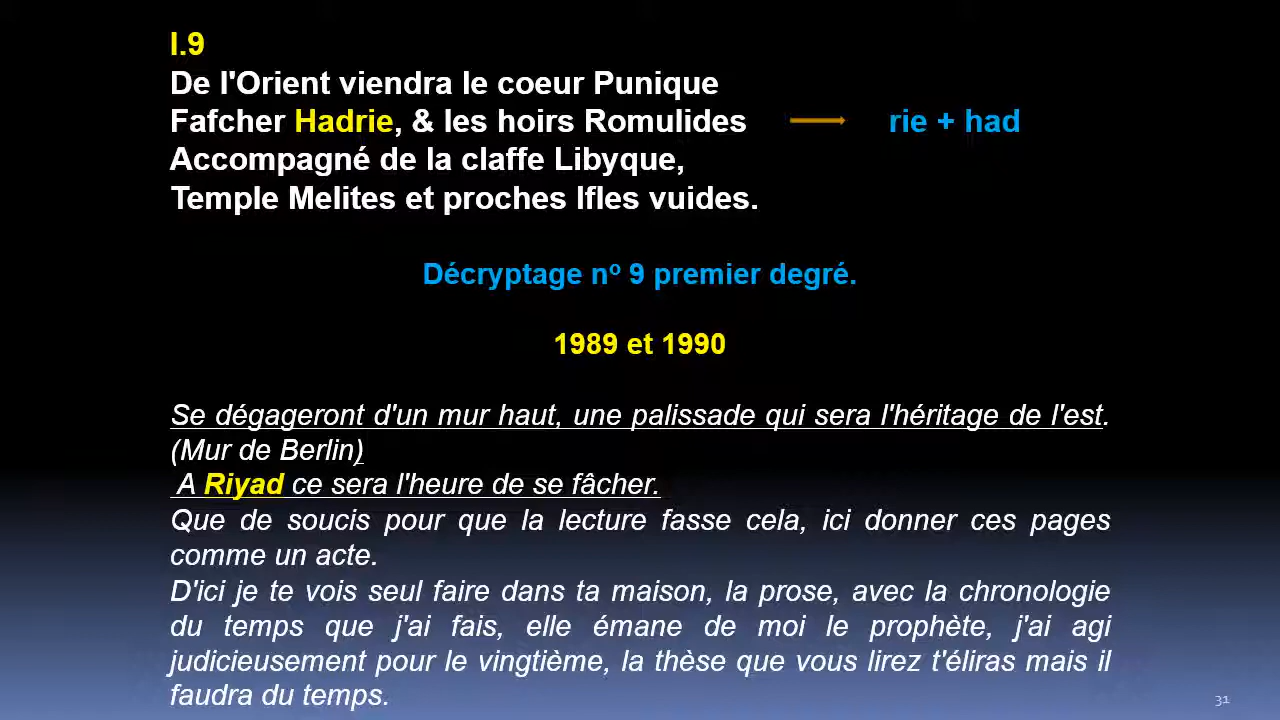 I.9
De l'Orient viendra le coeur Punique
Fafcher Hadrie, & les hoirs Romulides
rie + had
Accompagné de la claffe Libyque,
Temple Melites et proches Ifles vuides.
Décryptage nº 9 premier degré.
1989 et 1990
Se dégageront d'un mur haut, une palissade qui sera l'héritage de l'est.
(Mur de Berlin)
A Riyad ce sera l'heure de se fâcher.
Que de soucis pour que la lecture fasse cela, ici donner ces pages
comme un acte.
D'ici je te vois seul faire dans ta maison, la prose, avec la chronologie
du temps que j'ai fais, elle émane de moi le prophète, j'ai agi
judicieusement pour le vingtième, la thèse que vous lirez t'éliras mais il
faudra du temps.
31